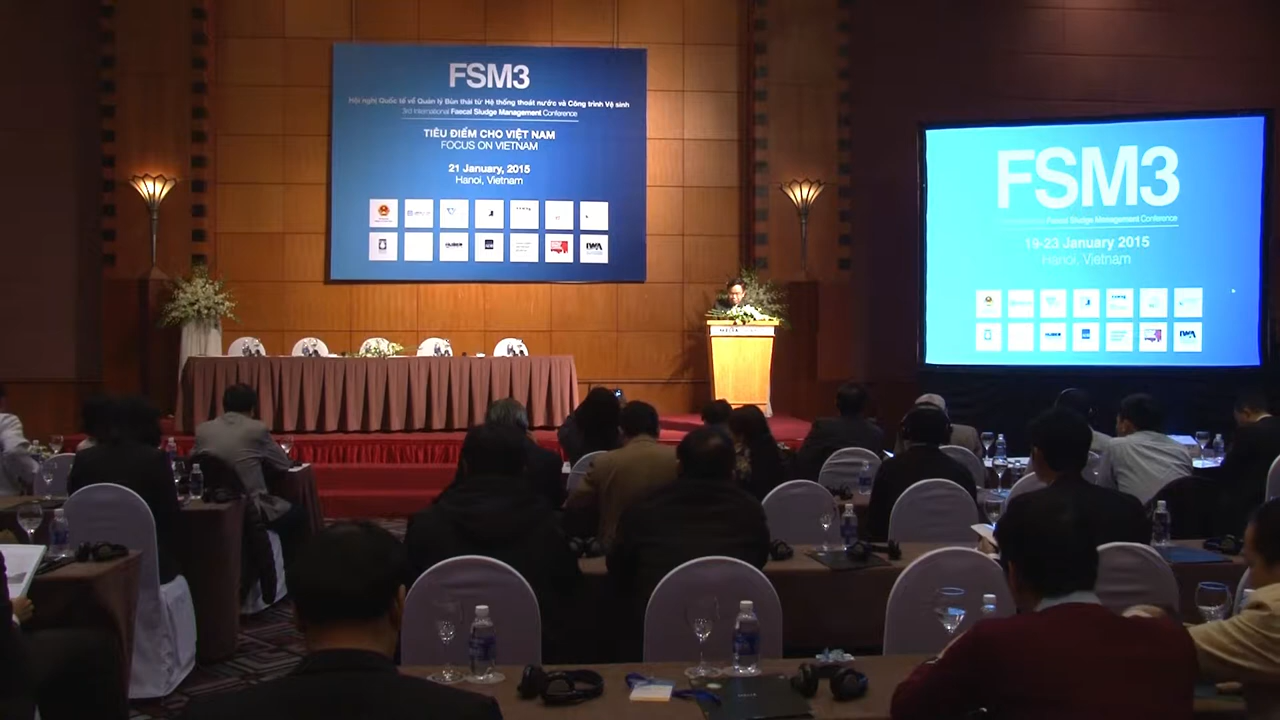 FSM3
Hội nghị Quốc tế về Quản lý Bùn thải từ Hệ thống thoát nước và Công trình Vệ sinh
3rd International Faecal Sludge Management Conference
TIÊU ĐIỂM CHO VIỆT NAM
FOCUS ON VIETNAM
21 January, 2015
Hanoi, Vietnam
IWA
FSM3
Faecal Sludge Management Conference
19-23 January 2015
Hanoi, Vietnam
IWA